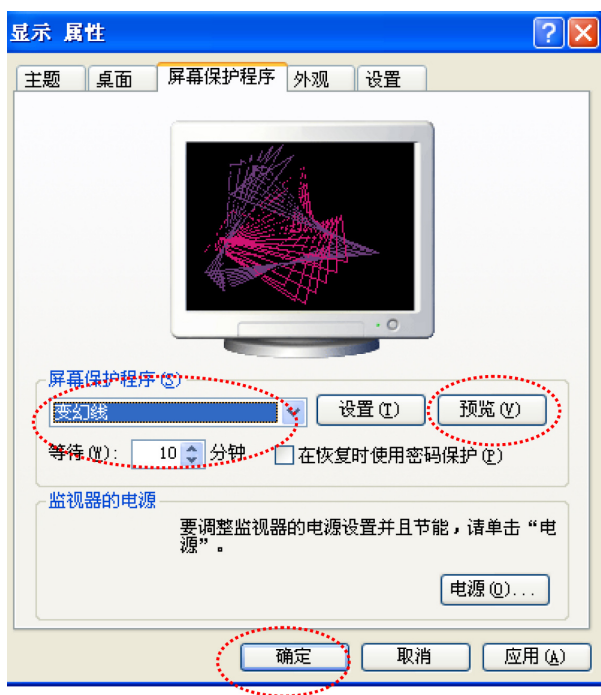 显示 属性
主题 桌面 屏幕保护程序 外观 设置
屏幕保护程序(S)
变幻线 设置(T) 预览(V)
等待(W): 10 分钟 在恢复时使用密码保护(P)
监视器的电源
要调整监视器的电源设置并且节能，请单击“电
源”。
电源(O)...
确定 取消 应用(A)